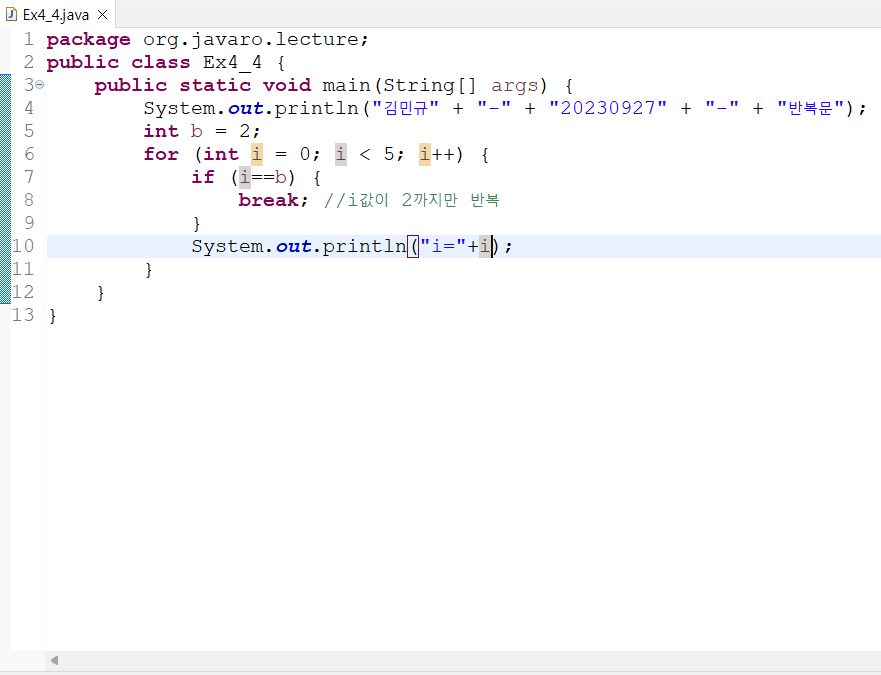 Ex4_4.java
1 package org.javaro.lecture;
2 public class Ex4_4 {
3 public static void main(String[] args) {
4 System.out.println("김민규" + "-" + "20230927" + "-" + "반복문");
5 int b = 2;
6 for (int i = 0; i < 5; i++) {
7 if (i==b) {
8 break; //i값이 2까지만 반복
9 }
10 System.out.println("i="+i);
11 }
12 }
13 }